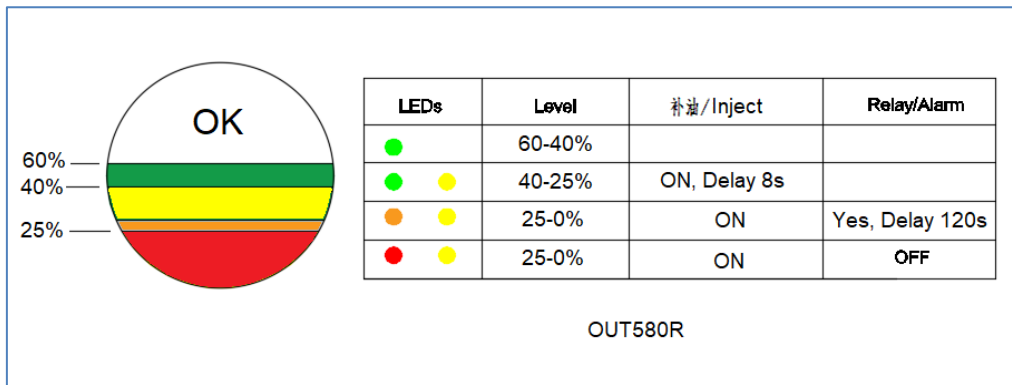 OK
60%
40%
25%
LEDs Level 补油/Inject Relay/Alarm
60-40%
40-25% ON, Delay 8s
25-0% ON Yes, Delay 120s
25-0% ON OFF
OUT580R